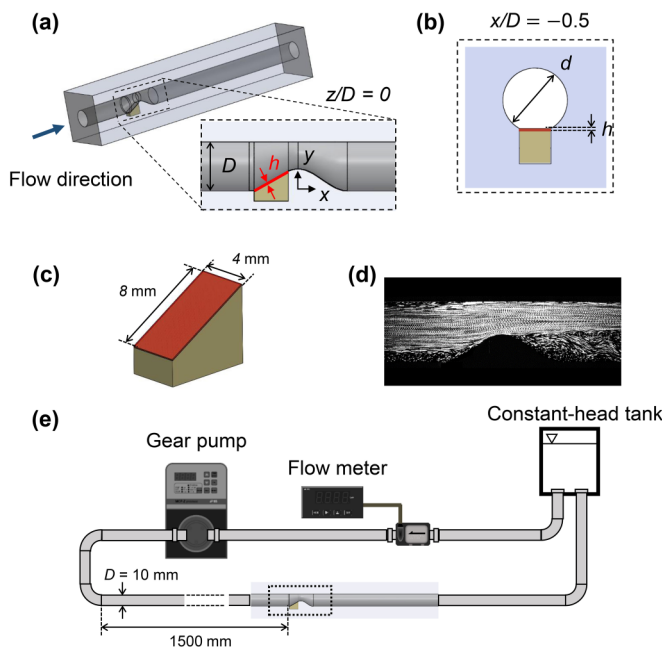 (a)
z/D = 0
D
h
y
x
Flow direction
(b)
x/D = −0.5
d
h
(c)
4 mm
8 mm
(d)
(e)
Constant-head tank
Gear pump
Flow meter
D = 10 mm
1500 mm